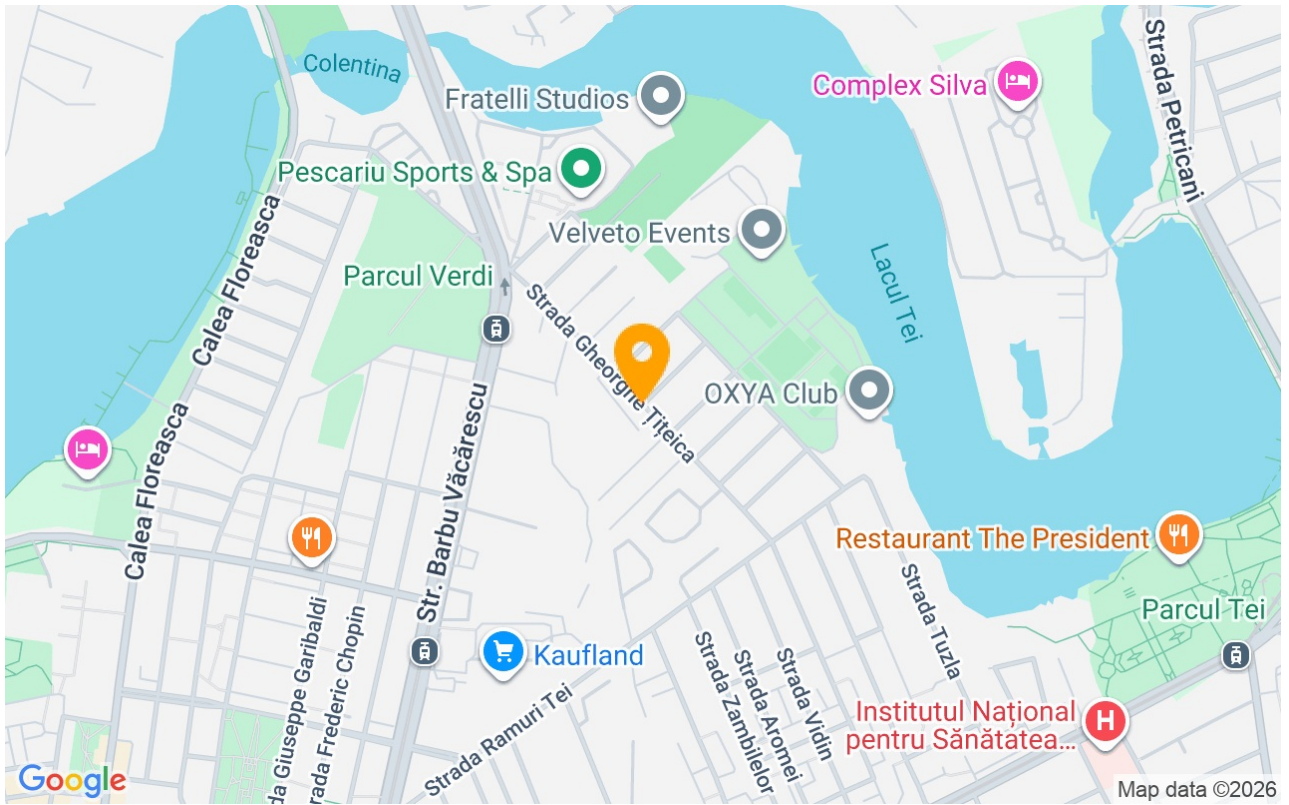 Colentina
Fratelli Studios
Complex Silva
Strada Petricani
Pescariu Sports & Spa
Velveto Events
Calea Floreasca
Parcul Verdi
Lacul Tei
Strada Gheorghe Țițeica
OXYA Club
Calea Floreasca
Str. Barbu Văcărescu
Restaurant The President
Strada Tuzla
Parcul Tei
Kaufland
da Giuseppe Garibaldi
rada Frederic Chopin
Strada Ramuri Tei
Strada Zambilelor
Strada Aromei
Strada Vidin
Institutul Național
pentru Sănătatea...
H
Google
Map data ©2026